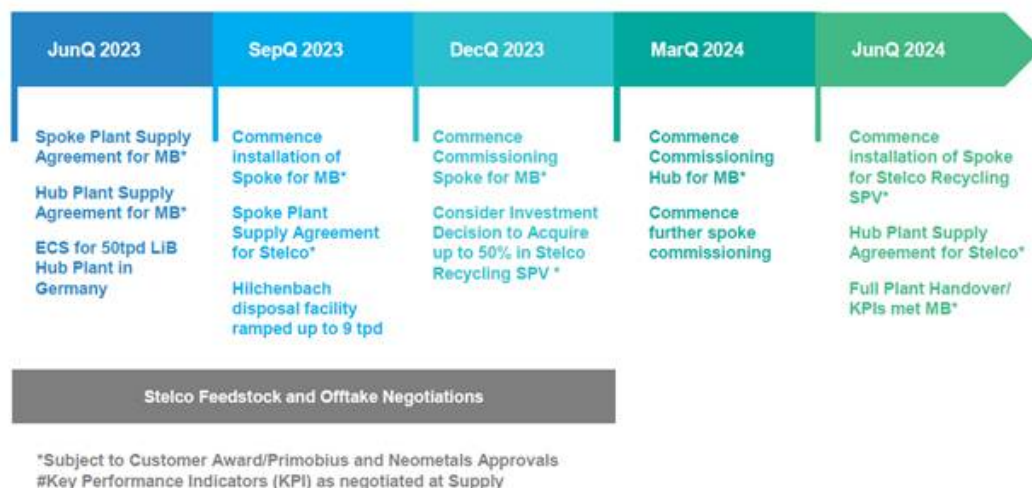 JunQ 2023
SepQ 2023
DecQ 2023
MarQ 2024
JunQ 2024
Spoke Plant Supply
Agreement for MB*
Hub Plant Supply
Agreement for MB*
ECS for 50tpd LiB
Hub Plant in
Germany
Commence
installation of
Spoke for MB*
Spoke Plant
Supply Agreement
for Stelco*
Hilchenbach
disposal facility
ramped up to 9 tpd
Commence
Commissioning
Spoke for MB*
Consider Investment
Decision to Acquire
up to 50% in Stelco
Recycling SPV *
Commence
Commissioning
Hub for MB*
Commence
further spoke
commissioning
Commence
installation of Spoke
for Stelco Recycling
SPV*
Hub Plant Supply
Agreement for Stelco*
Full Plant Handover/
KPIs met MB*
Stelco Feedstock and Offtake Negotiations
*Subject to Customer Award/Primobius and Neometals Approvals
#Key Performance Indicators (KPI) as negotiated at Supply